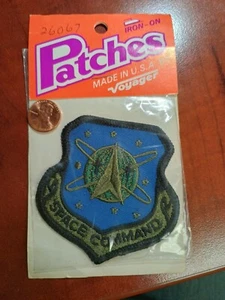 26067
IRON-ON
Patches
MADE IN U.S.A.
Voyager
SPACE COMMAND